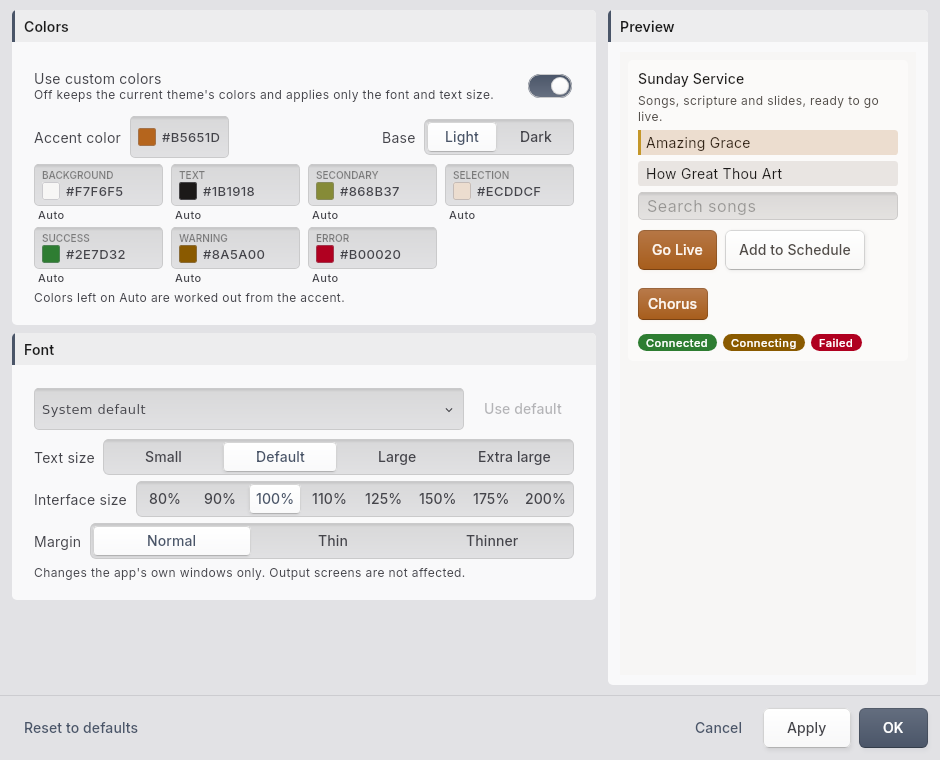 Colors
Use custom colors
Off keeps the current theme's colors and applies only the font and text size.
Accent color #B5651D Base Light Dark
BACKGROUND TEXT SECONDARY SELECTION
#F7F6F5 #1B1918 #868B37 #ECDDCF
Auto Auto Auto Auto
SUCCESS WARNING ERROR
#2E7D32 #8A5A00 #B00020
Auto Auto Auto
Colors left on Auto are worked out from the accent.
Font
System default Use default
Text size Small Default Large Extra large
Interface size 80% 90% 100% 110% 125% 150% 175% 200%
Margin Normal Thin Thinner
Changes the app's own windows only. Output screens are not affected.
Preview
Sunday Service
Songs, scripture and slides, ready to go
live.
Amazing Grace
How Great Thou Art
Search songs
Go Live Add to Schedule
Chorus
Connected Connecting Failed
Reset to defaults Cancel Apply OK